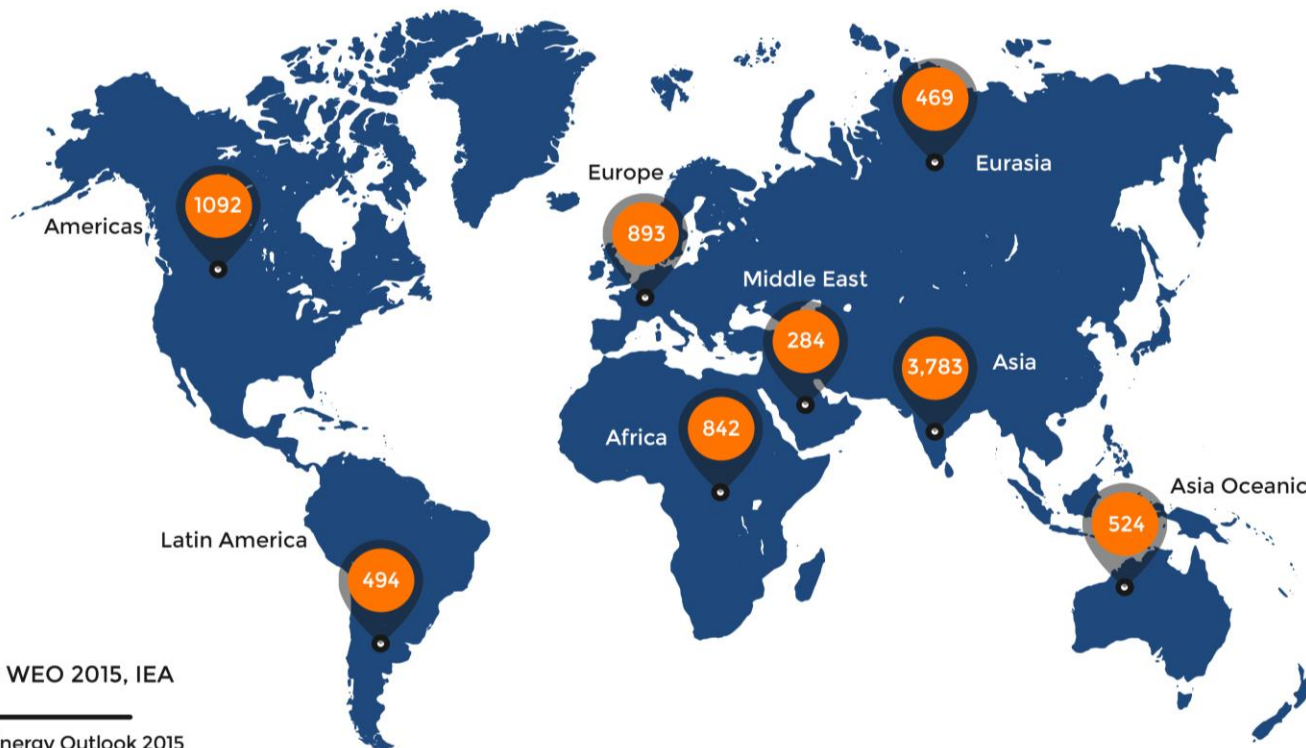 469
Eurasia
Europe
1092
Americas
893
Middle East
284
3,783
Asia
842
Africa
Asia Oceanic
524
Latin America
494
WEO 2015, IEA
Energy Outlook 2015